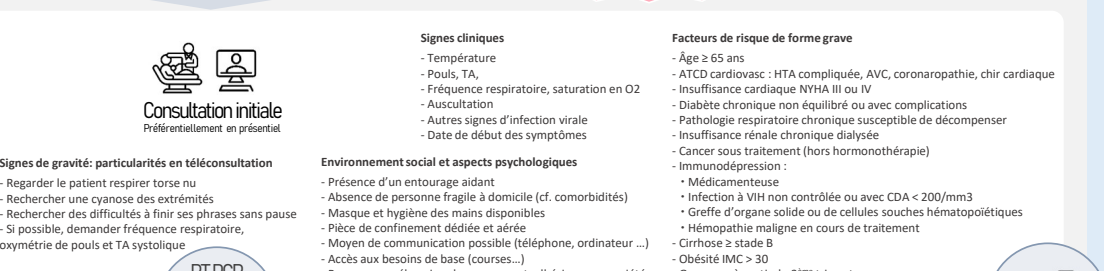 Consultation initiale
Préférentiellement en présentiel
Signes de gravité: particularités en téléconsultation
- Regarder le patient respirer torse nu
- Rechercher une cyanose des extrémités
- Rechercher des difficultés à finir ses phrases sans pause
- Si possible, demander fréquence respiratoire,
oxymétrie de pouls et TA systolique
Signes cliniques
- Température
- Pouls, TA,
- Fréquence respiratoire, saturation en O2
- Auscultation
- Autres signes d'infection virale
- Date de début des symptômes
Environnement social et aspects psychologiques
- Présence d'un entourage aidant
- Absence de personne fragile à domicile (cf. comorbidités)
- Masque et hygiène des mains disponibles
- Pièce de confinement dédiée et aérée
- Moyen de communication possible (téléphone, ordinateur …)
- Accès aux besoins de base (courses…)
Facteurs de risque de forme grave
- Âge ≥ 65 ans
- ATCD cardiovasc : HTA compliquée, AVC, coronaropathie, chir cardiaque
- Insuffisance cardiaque NYHA III ou IV
- Diabète chronique non équilibré ou avec complications
- Pathologie respiratoire chronique susceptible de décompenser
- Insuffisance rénale chronique dialysée
- Cancer sous traitement (hors hormonothérapie)
- Immunodépression :
• Médicamenteuse
• Infection à VIH non contrôlée ou avec CDA < 200/mm3
• Greffe d'organe solide ou de cellules souches hématopoïétiques
• Hémopathie maligne en cours de traitement
- Cirrhose ≥ stade B
- Obésité IMC > 30
RT PCR